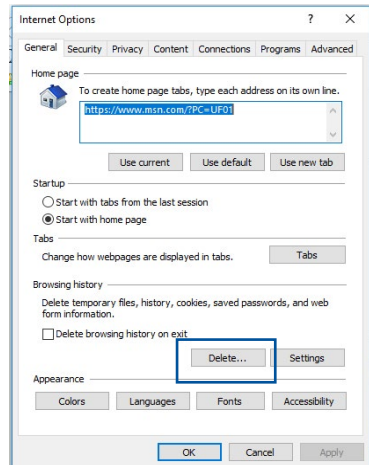 Internet Options ? X
General Security Privacy Content Connections Programs Advanced
Home page
To create home page tabs, type each address on its own line.
https://www.msn.com/?PC=UF01
Use current Use default Use new tab
Startup
Start with tabs from the last session
Start with home page
Tabs
Change how webpages are displayed in tabs. Tabs
Browsing history
Delete temporary files, history, cookies, saved passwords, and web
form information.
Delete browsing history on exit
Delete... Settings
Appearance
Colors Languages Fonts Accessibility
OK Cancel Apply